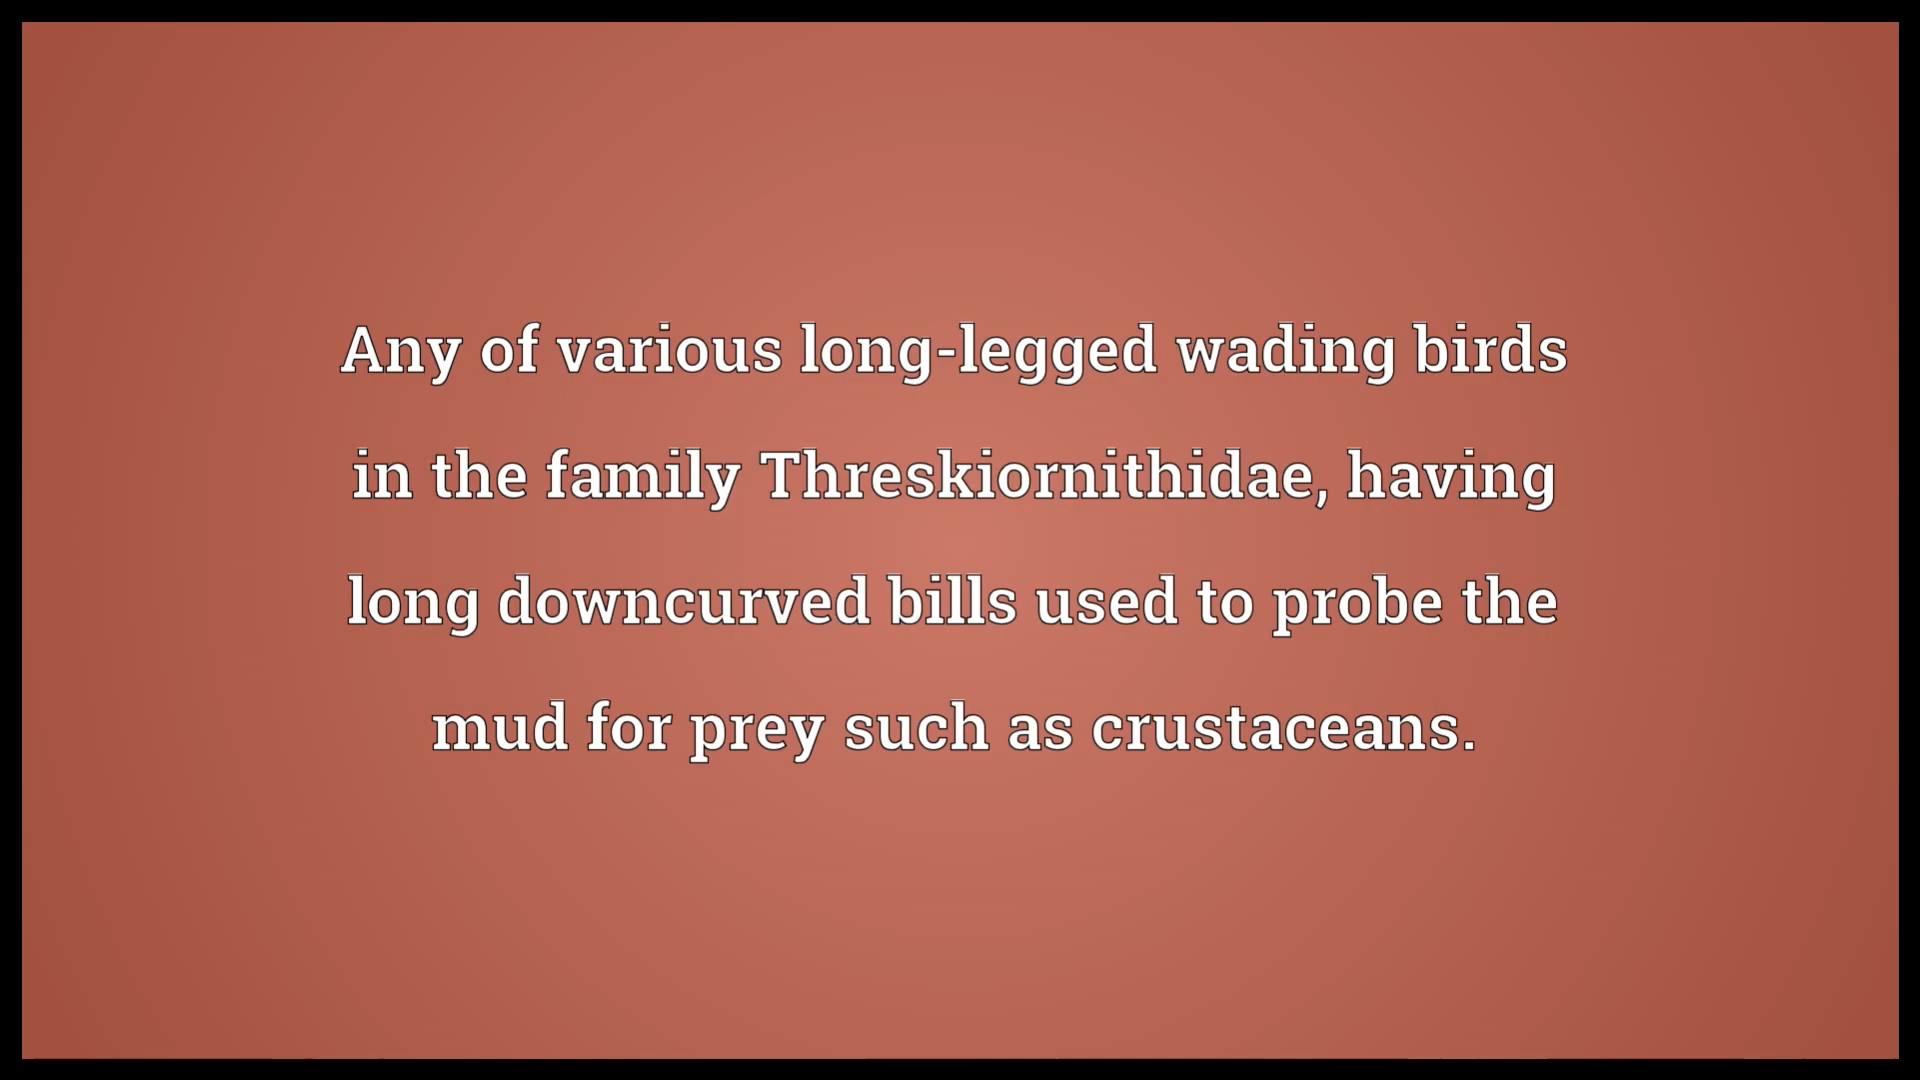 Any of various long-legged wading birds
in the family Threskiornithidae, having
long downcurved bills used to probe the
mud for prey such as crustaceans.